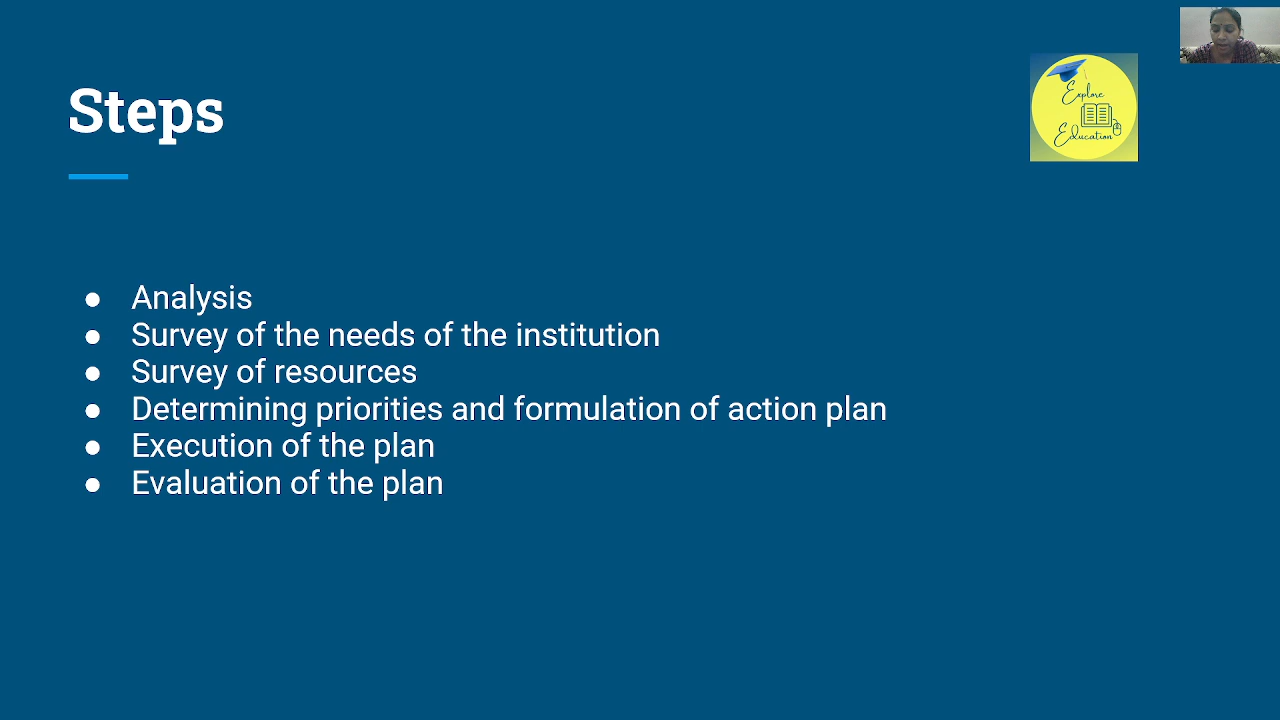 Steps
Explore
Education
● Analysis
● Survey of the needs of the institution
● Survey of resources
● Determining priorities and formulation of action plan
● Execution of the plan
● Evaluation of the plan